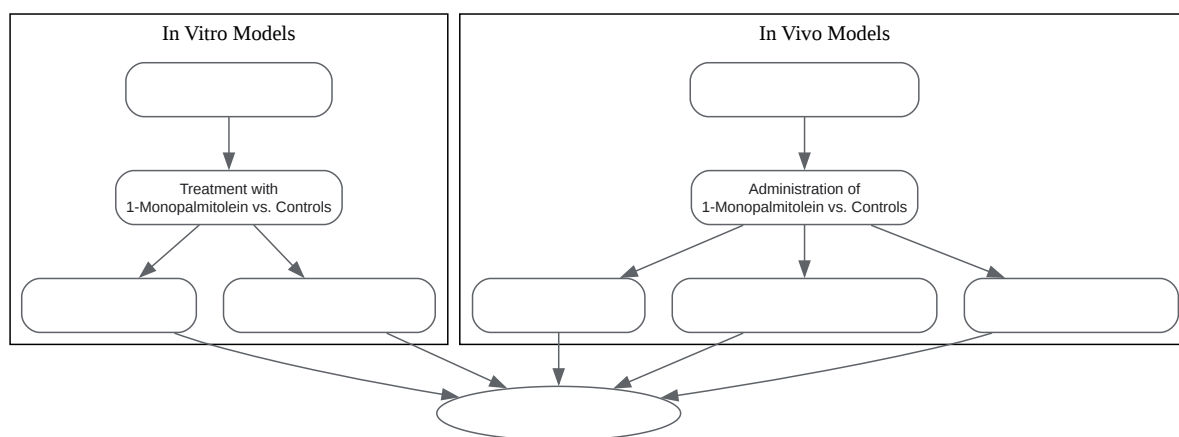 In Vitro Models
In Vivo Models
Treatment with
1-Monopalmitolein vs. Controls
Administration of
1-Monopalmitolein vs. Controls